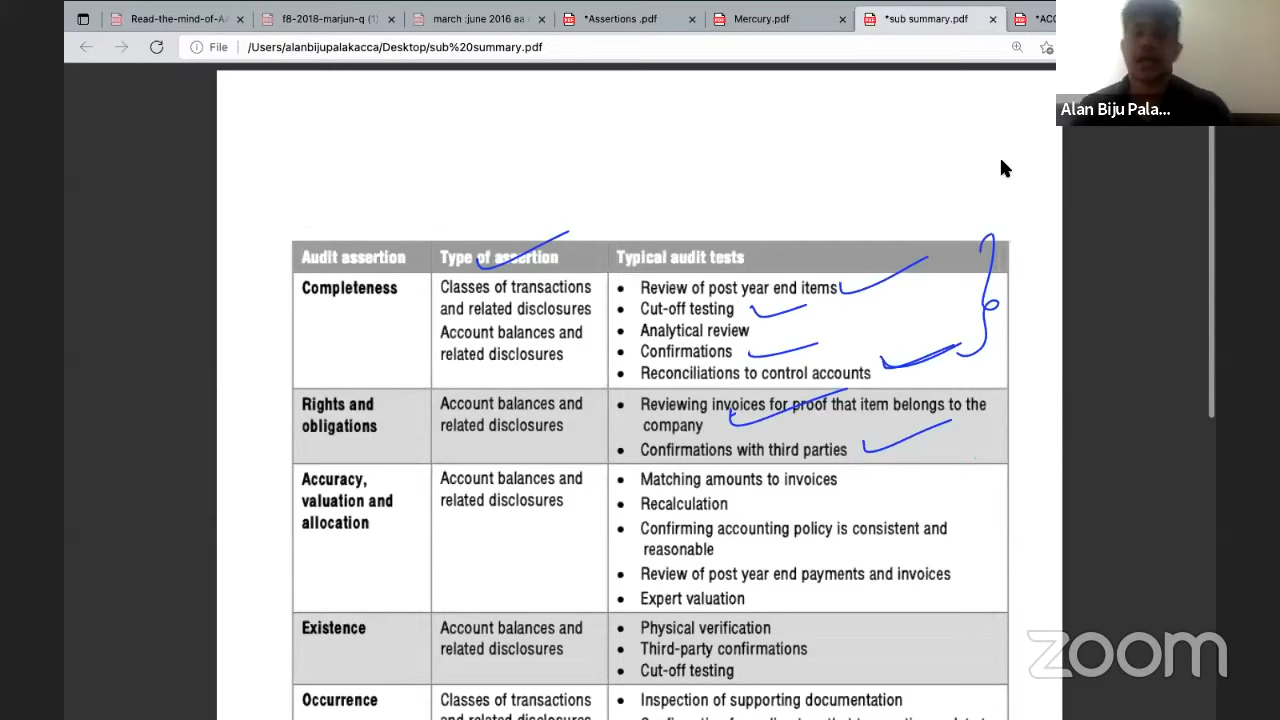 Read-the-mind-of-A
f8-2018-marjun-q (1)
march :june 2016 aa
*Assertions .pdf
Mercury.pdf
*sub summary.pdf
File
/Users/alanbijupalakacca/Desktop/sub%20summary.pdf
Alan Biju Pala...
Audit assertion
Type of assertion
Typical audit tests
Completeness
Classes of transactions
and related disclosures
Account balances and
related disclosures
• Review of post year end items
• Cut-off testing
• Analytical review
• Confirmations
• Reconciliations to control accounts
Rights and
obligations
Account balances and
related disclosures
• Reviewing invoices for proof that item belongs to the
company
• Confirmations with third parties
Accuracy,
valuation and
allocation
Account balances and
related disclosures
• Matching amounts to invoices
• Recalculation
• Confirming accounting policy is consistent and
reasonable
• Review of post year end payments and invoices
• Expert valuation
Existence
Account balances and
related disclosures
• Physical verification
• Third-party confirmations
• Cut-off testing
Occurrence
Classes of transactions
• Inspection of supporting documentation
zoom